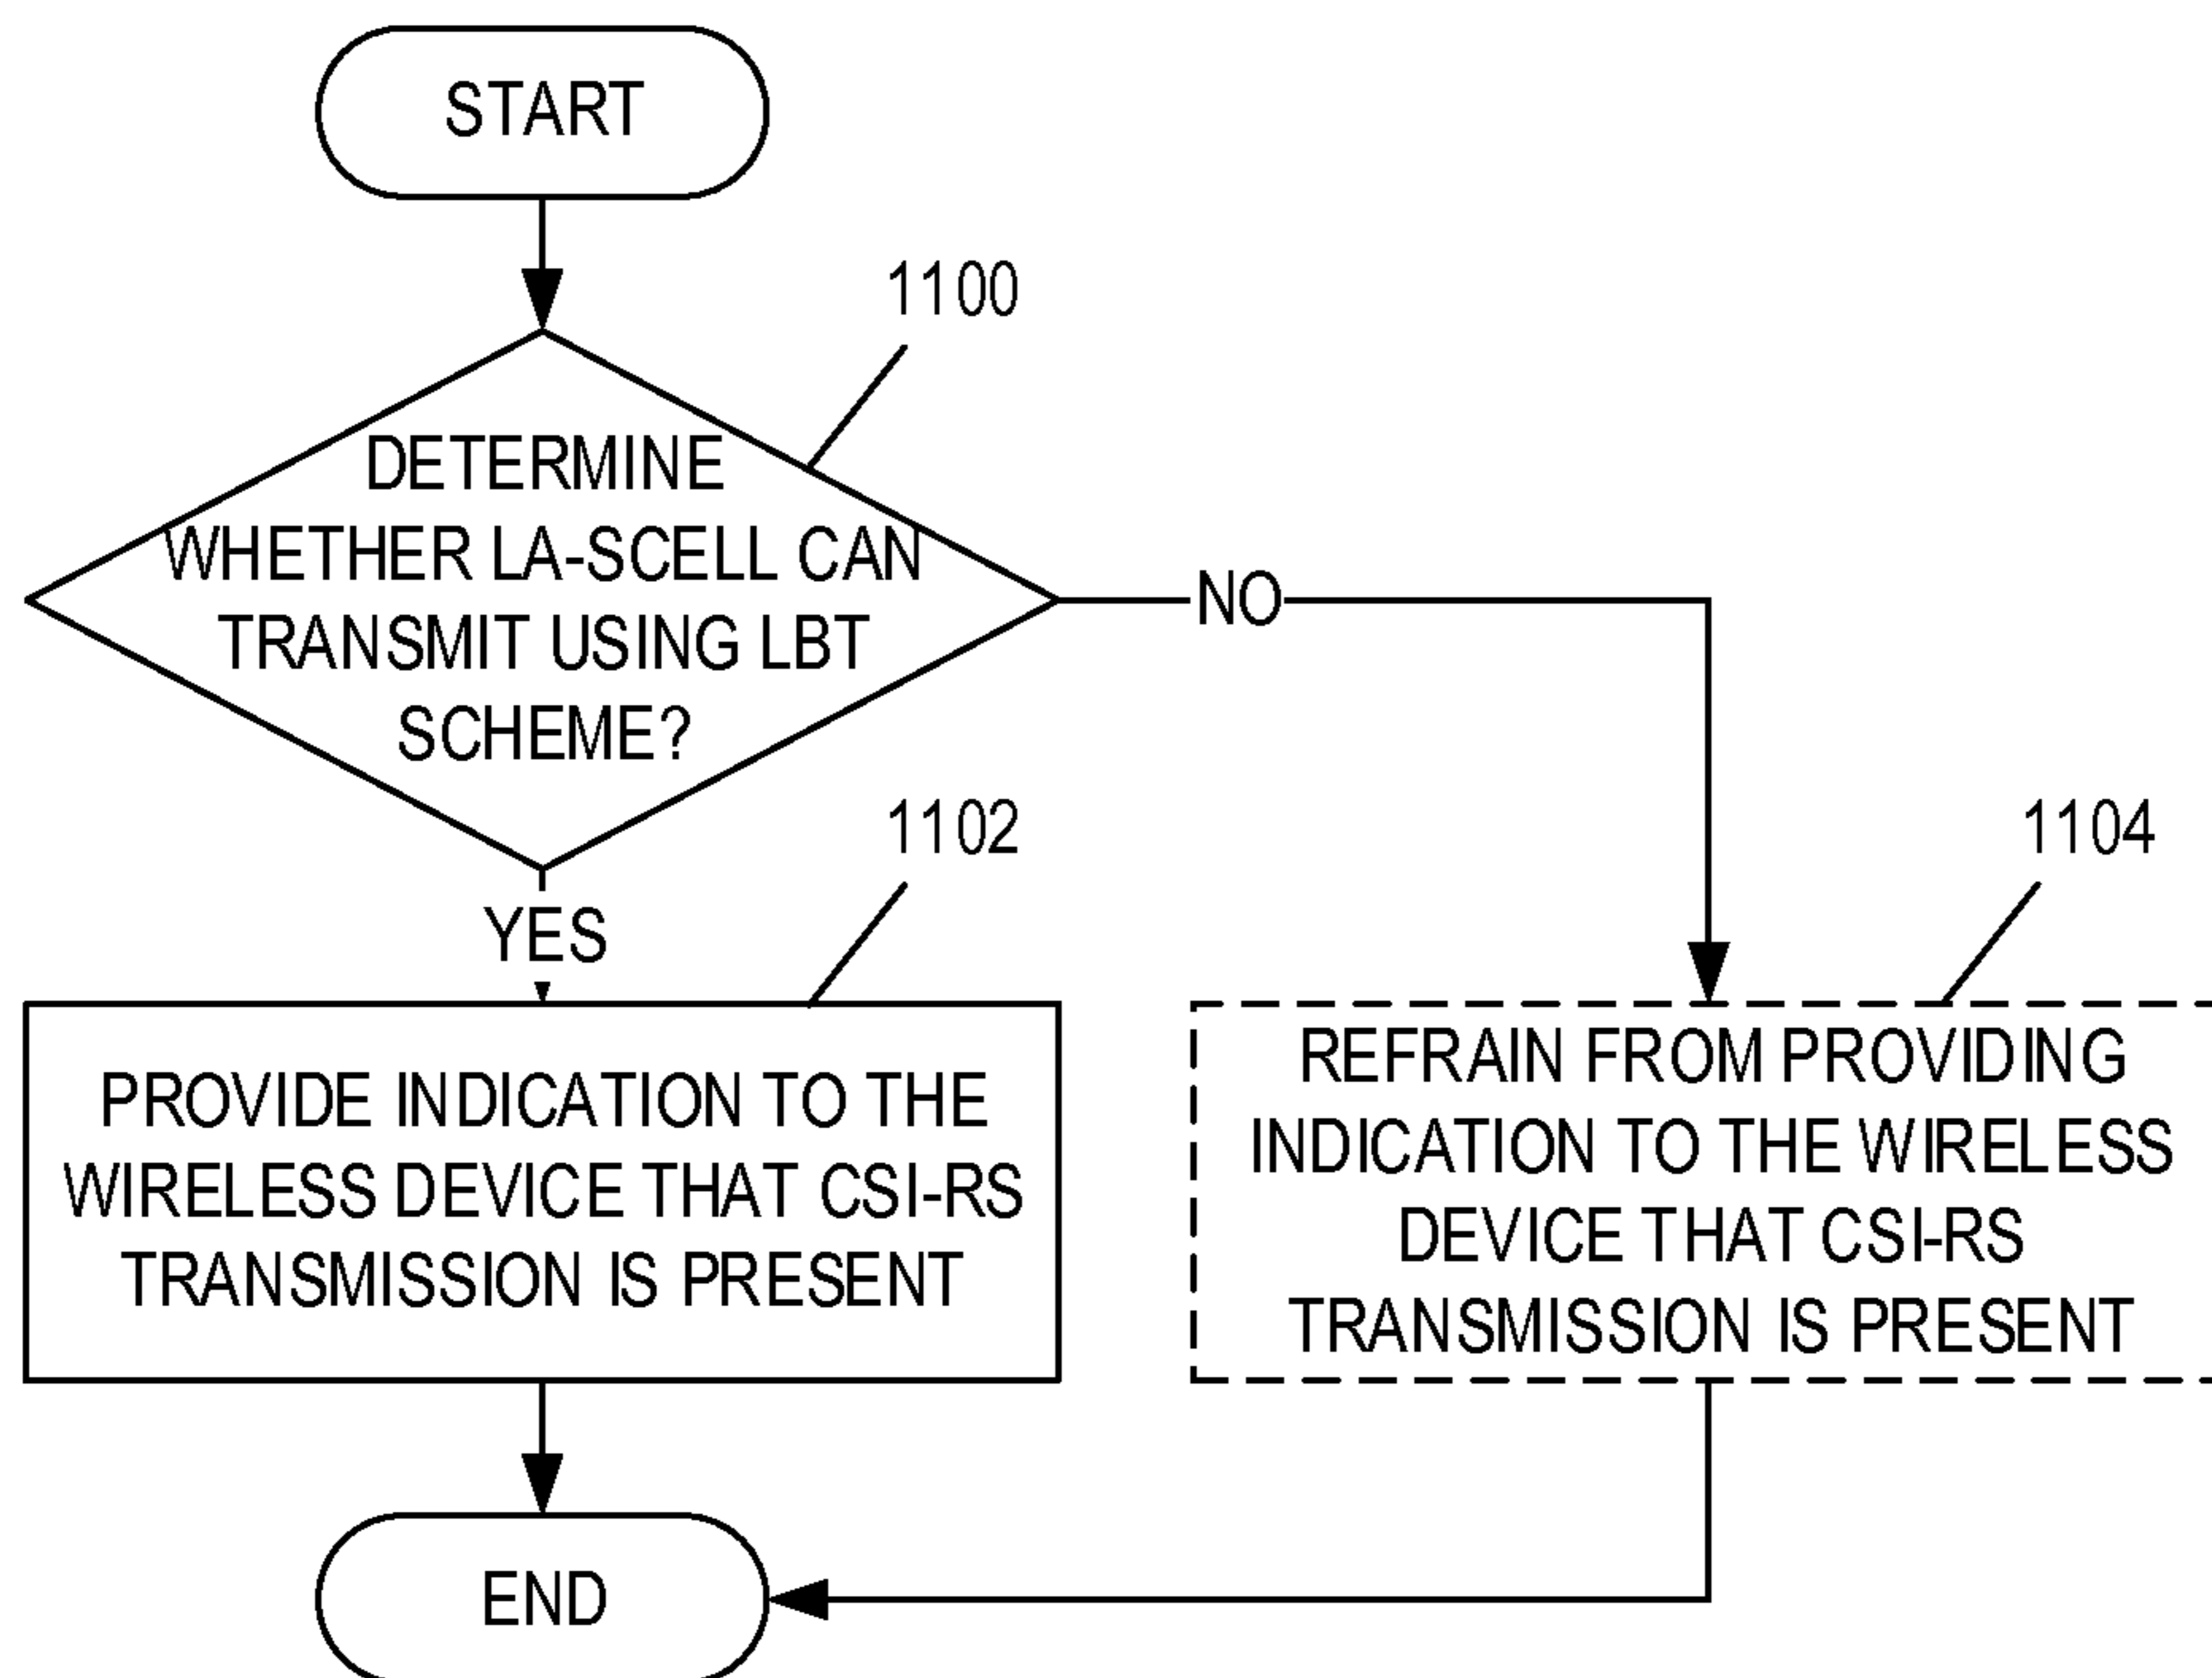 START
1100
DETERMINE
WHETHER LA-SCELL CAN
TRANSMIT USING LBT
SCHEME?
NO
YES
1102
PROVIDE INDICATION TO THE
WIRELESS DEVICE THAT CSI-RS
TRANSMISSION IS PRESENT
1104
REFRAIN FROM PROVIDING
INDICATION TO THE WIRELESS
DEVICE THAT CSI-RS
TRANSMISSION IS PRESENT
END